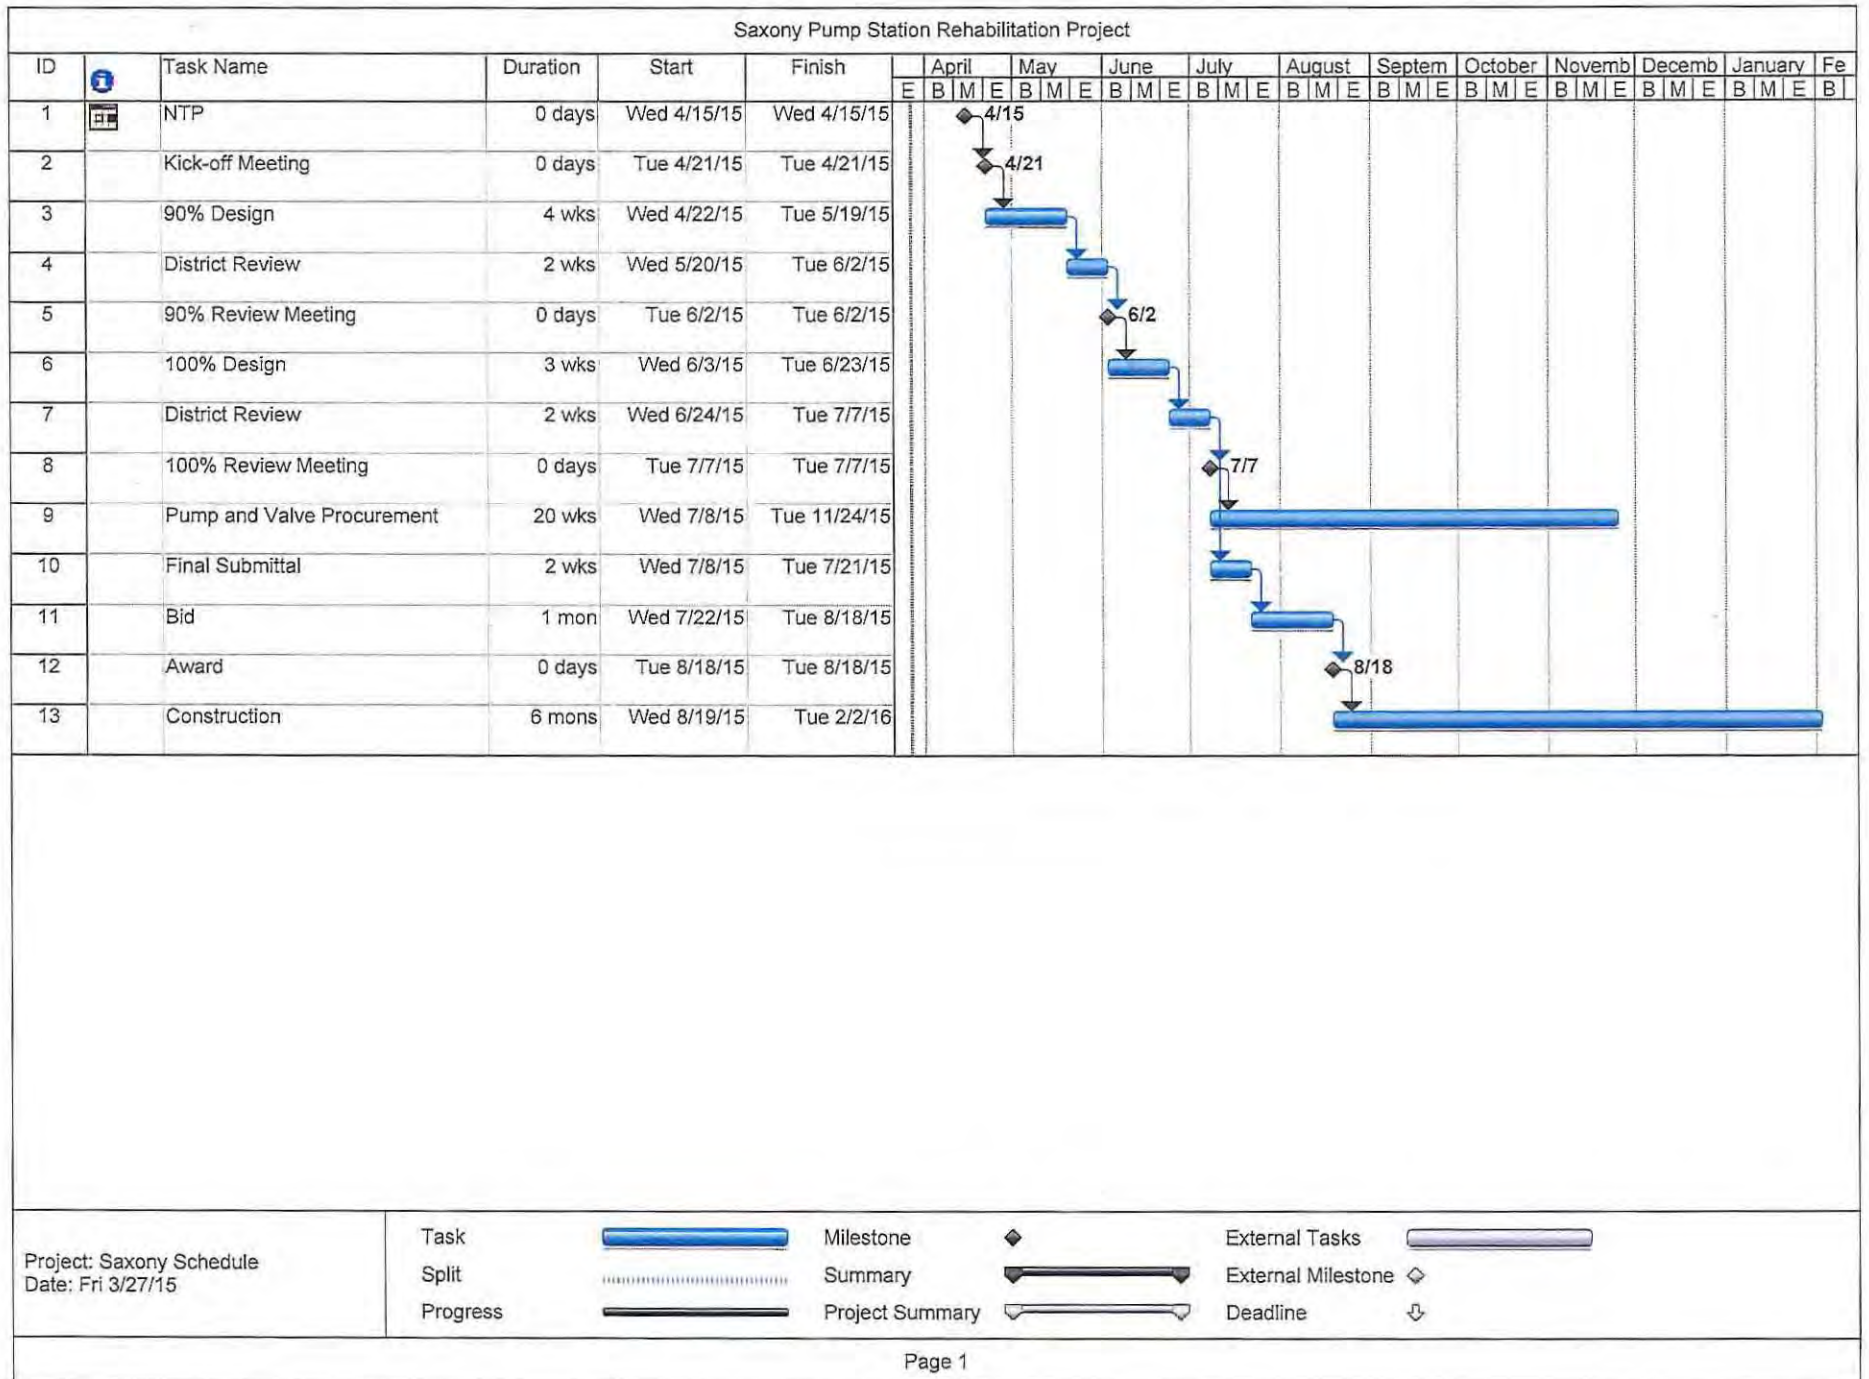 Saxony Pump Station Rehabilitation Project
ID Task Name Duration Start Finish April May June July August Septem October Novemb Decemb January Fe
E B M E B M E B M E B M E B M E B M E B M E B M E B M E B M E B
1 NTP 0 days Wed 4/15/15 Wed 4/15/15 4/15
2 Kick-off Meeting 0 days Tue 4/21/15 Tue 4/21/15 4/21
3 90% Design 4 wks Wed 4/22/15 Tue 5/19/15
4 District Review 2 wks Wed 5/20/15 Tue 6/2/15
5 90% Review Meeting 0 days Tue 6/2/15 Tue 6/2/15 6/2
6 100% Design 3 wks Wed 6/3/15 Tue 6/23/15
7 District Review 2 wks Wed 6/24/15 Tue 7/7/15
8 100% Review Meeting 0 days Tue 7/7/15 Tue 7/7/15 7/7
9 Pump and Valve Procurement 20 wks Wed 7/8/15 Tue 11/24/15
10 Final Submittal 2 wks Wed 7/8/15 Tue 7/21/15
11 Bid 1 mon Wed 7/22/15 Tue 8/18/15
12 Award 0 days Tue 8/18/15 Tue 8/18/15 8/18
13 Construction 6 mons Wed 8/19/15 Tue 2/2/16
Project: Saxony Schedule
Date: Fri 3/27/15
Task Milestone External Tasks
Split Summary External Milestone
Progress Project Summary Deadline
Page 1